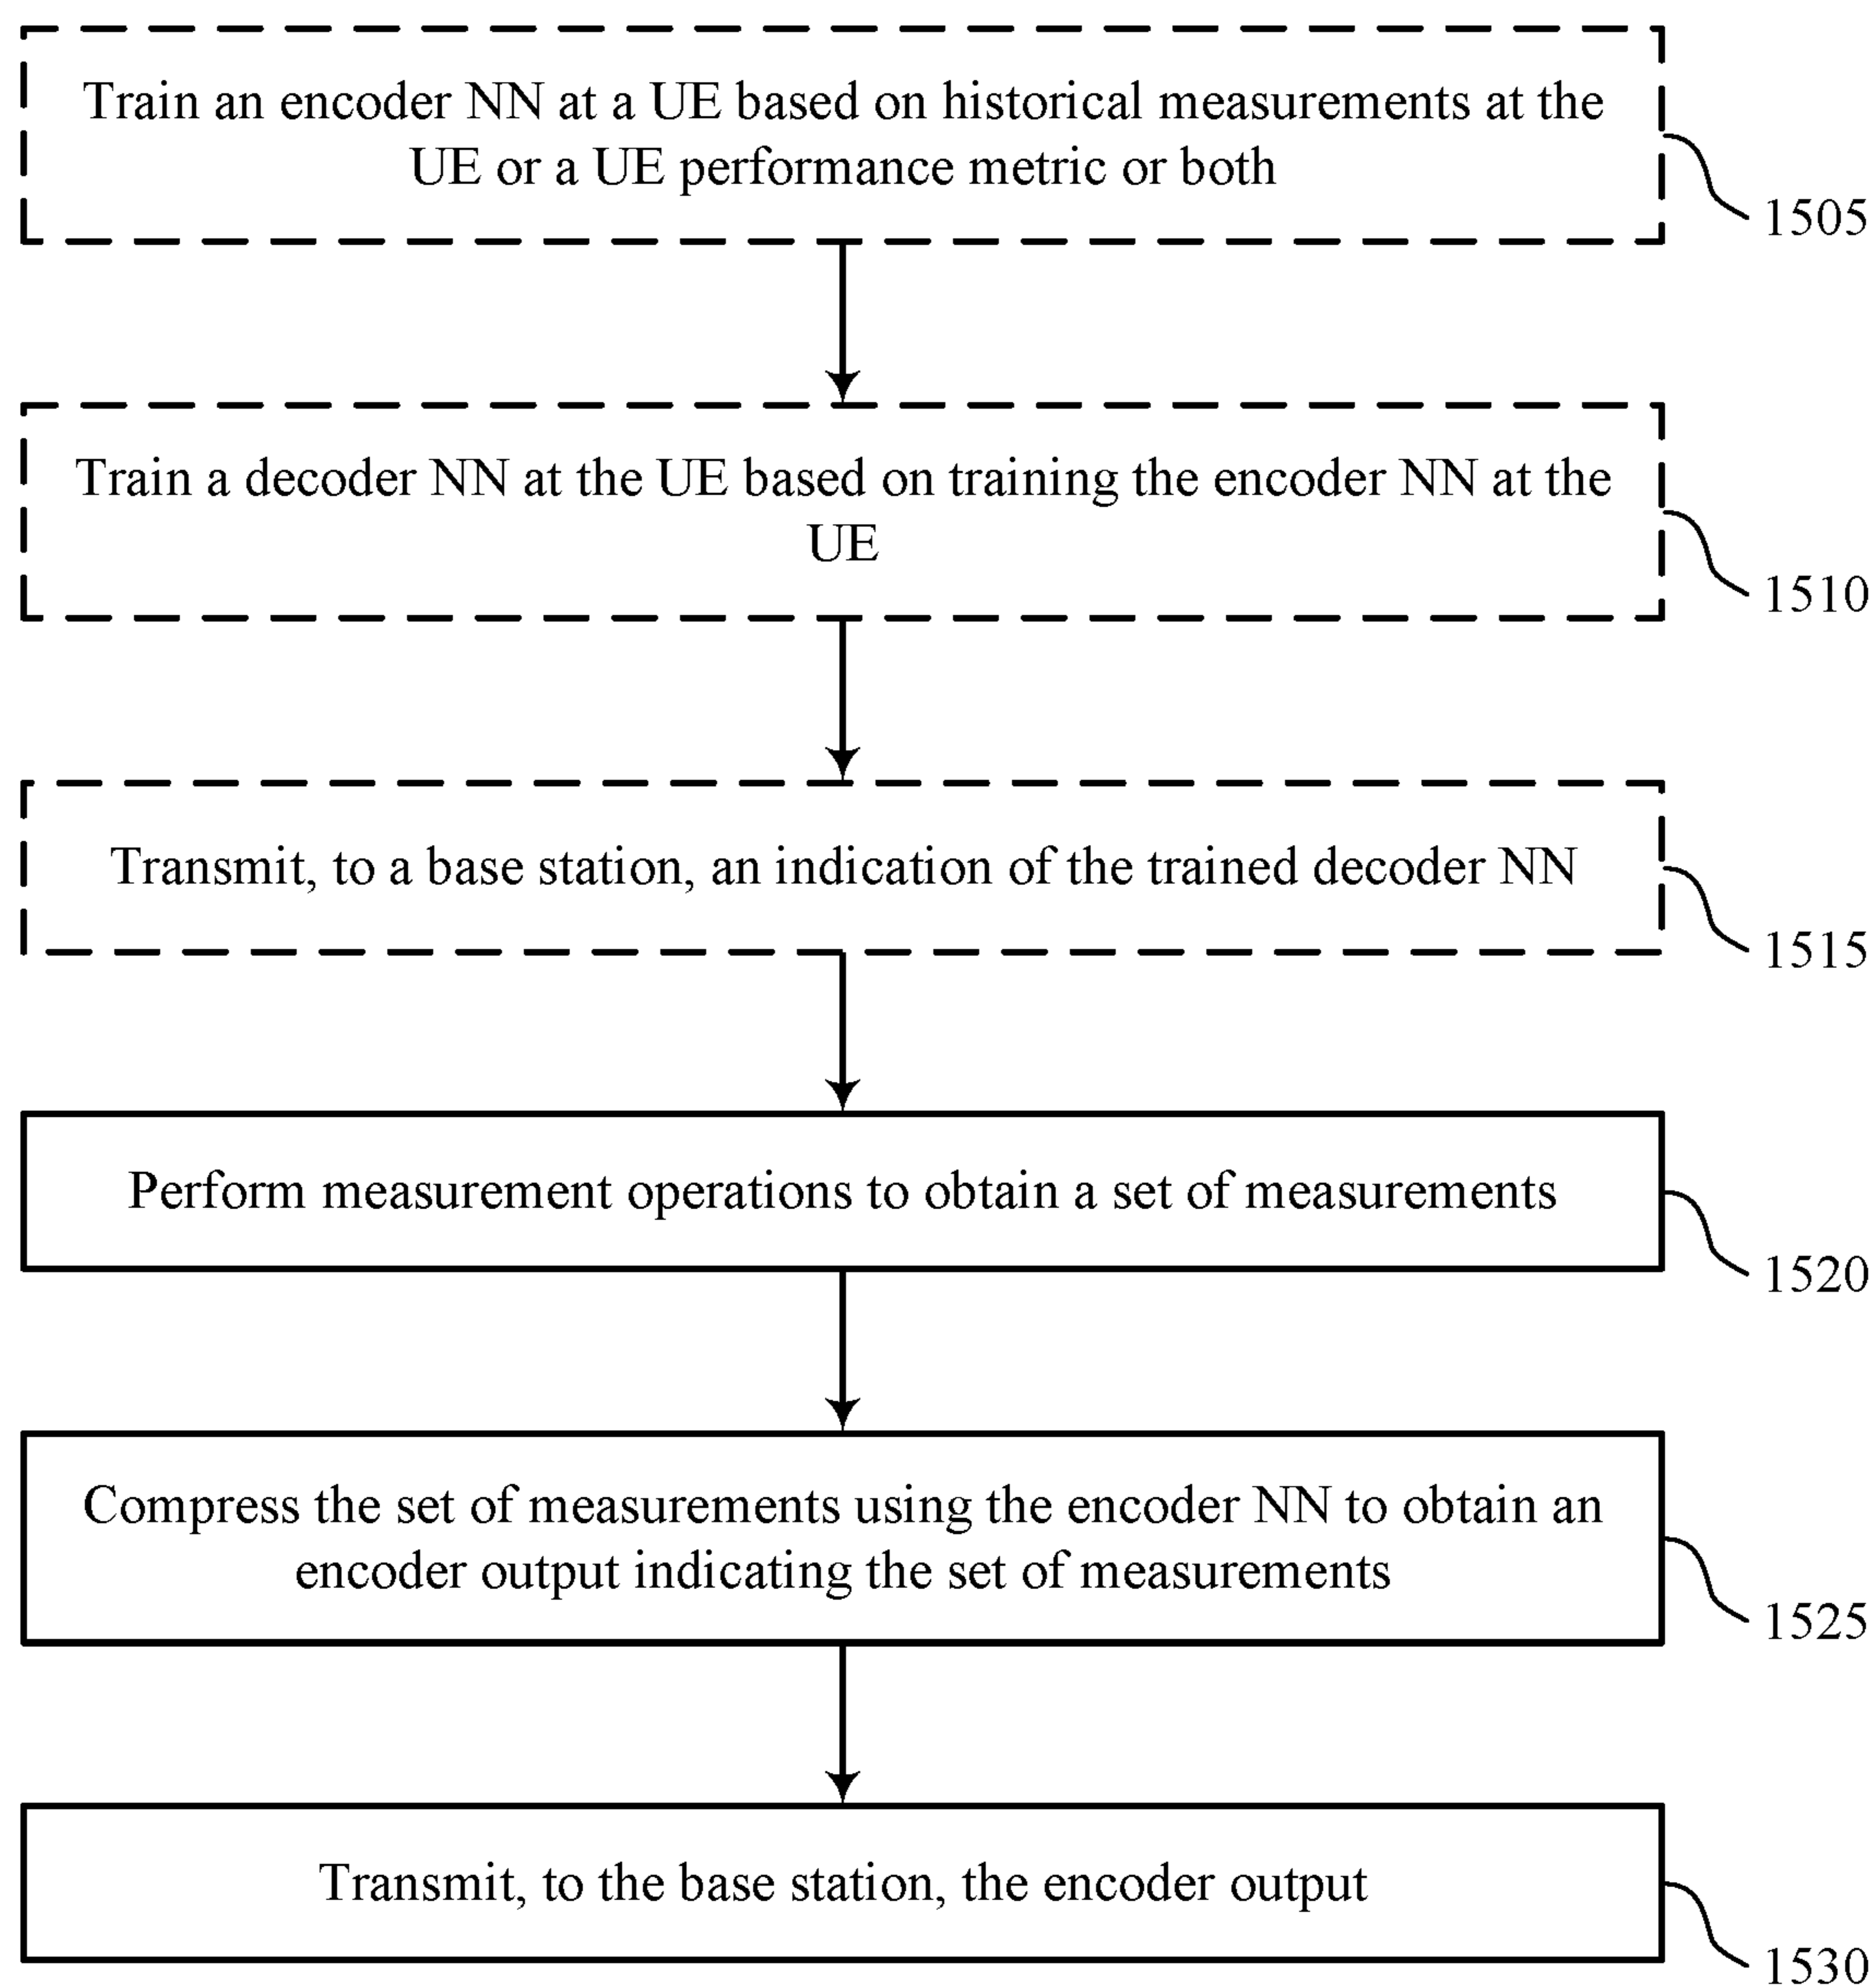 Train an encoder NN at a UE based on historical measurements at the
UE or a UE performance metric or both
1505
Train a decoder NN at the UE based on training the encoder NN at the
UE
1510
Transmit, to a base station, an indication of the trained decoder NN
1515
Perform measurement operations to obtain a set of measurements
1520
Compress the set of measurements using the encoder NN to obtain an
encoder output indicating the set of measurements
1525
Transmit, to the base station, the encoder output
1530